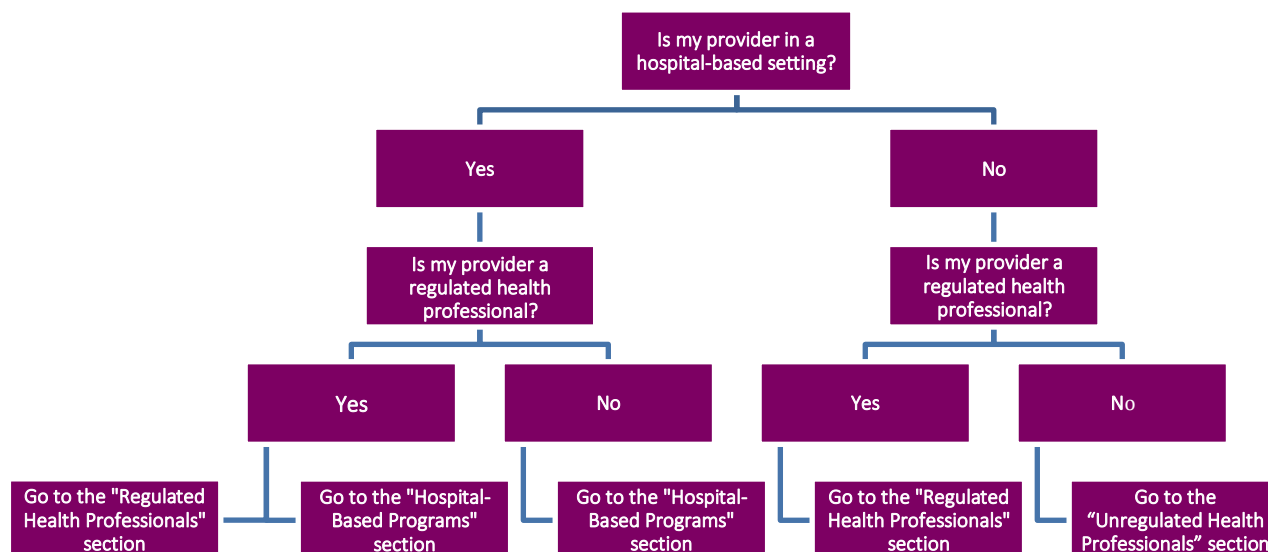 Is my provider in a
hospital-based setting?
Yes
No
Is my provider a
regulated health
professional?
Is my provider a
regulated health
professional?
Yes
No
Yes
No
Go to the "Regulated
Health Professionals"
section
Go to the "Hospital-
Based Programs"
section
Go to the "Hospital-
Based Programs"
section
Go to the "Regulated
Health Professionals"
section
Go to the
“Unregulated Health
Professionals” section